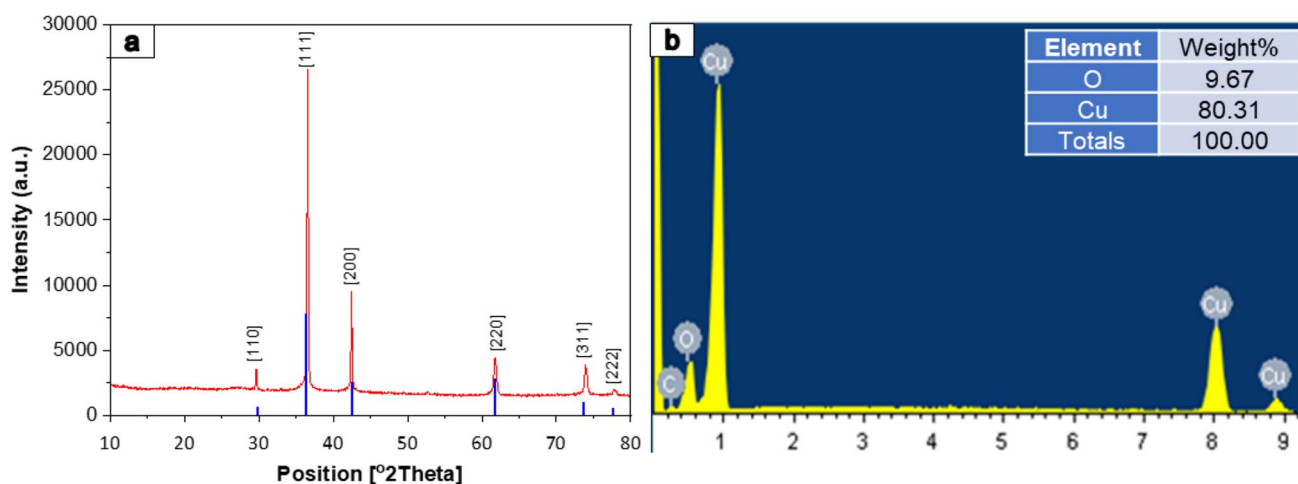 a
30000
25000
20000
15000
10000
5000
0
Intensity (a.u.)
[110]
[111]
[200]
[220]
[311]
[222]
10 20 30 40 50 60 70 80
Position [°2Theta]
b
Element Weight%
O 9.67
Cu 80.31
Totals 100.00
C
O
Cu
Cu
Cu
1 2 3 4 5 6 7 8 9